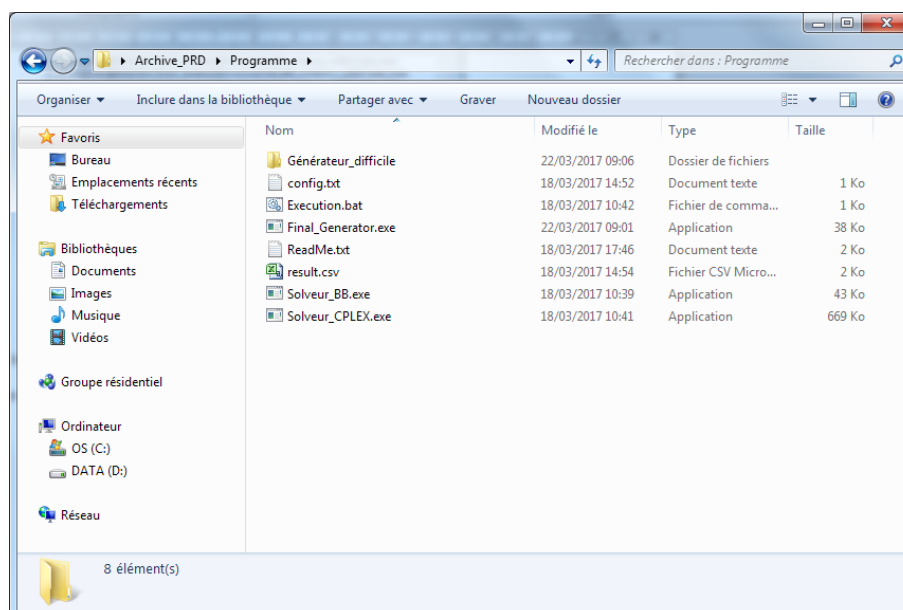 Archive_PRD Programme
Rechercher dans : Programme
Organiser Inclure dans la bibliothèque Partager avec Graver Nouveau dossier
Favoris
Bureau
Emplacements récents
Téléchargements
Bibliothèques
Documents
Images
Musique
Vidéos
Groupe résidentiel
Ordinateur
OS (C:)
DATA (D:)
Réseau
Nom Modifié le Type Taille
Générateur_difficile 22/03/2017 09:06 Dossier de fichiers
config.txt 18/03/2017 14:52 Document texte 1 Ko
Execution.bat 18/03/2017 10:42 Fichier de comma... 1 Ko
Final_Generator.exe 22/03/2017 09:01 Application 38 Ko
ReadMe.txt 18/03/2017 17:46 Document texte 2 Ko
result.csv 18/03/2017 14:54 Fichier CSV Micro... 2 Ko
Solveur_BB.exe 18/03/2017 10:39 Application 43 Ko
Solveur_CPLEX.exe 18/03/2017 10:41 Application 669 Ko
8 élément(s)